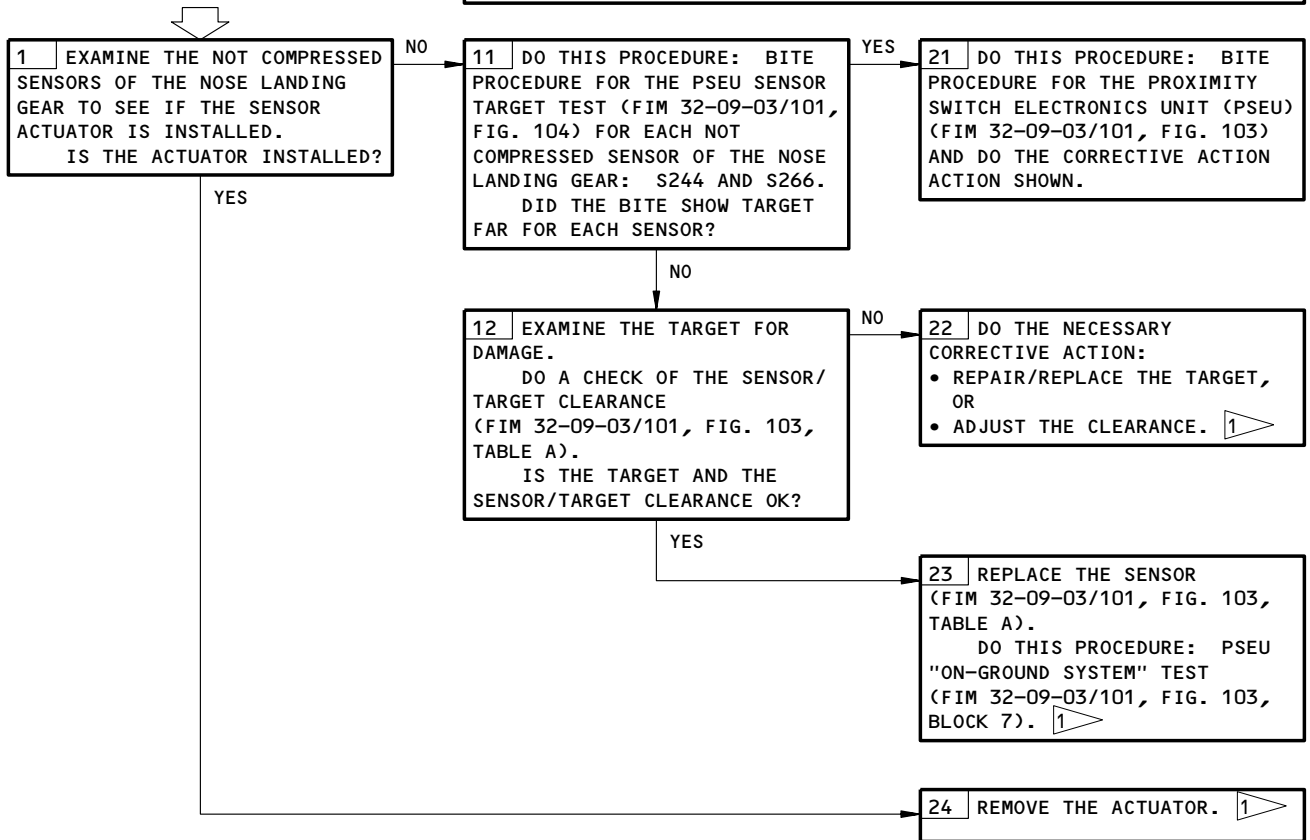 1 EXAMINE THE NOT COMPRESSED
SENSORS OF THE NOSE LANDING
GEAR TO SEE IF THE SENSOR
ACTUATOR IS INSTALLED.
IS THE ACTUATOR INSTALLED?
NO
YES
11 DO THIS PROCEDURE: BITE
PROCEDURE FOR THE PSEU SENSOR
TARGET TEST (FIM 32-09-03/101,
FIG. 104) FOR EACH NOT
COMPRESSED SENSOR OF THE NOSE
LANDING GEAR: S244 AND S266.
DID THE BITE SHOW TARGET
FAR FOR EACH SENSOR?
YES
NO
21 DO THIS PROCEDURE: BITE
PROCEDURE FOR THE PROXIMITY
SWITCH ELECTRONICS UNIT (PSEU)
(FIM 32-09-03/101, FIG. 103)
AND DO THE CORRECTIVE ACTION
ACTION SHOWN.
12 EXAMINE THE TARGET FOR
DAMAGE.
DO A CHECK OF THE SENSOR/
TARGET CLEARANCE
(FIM 32-09-03/101, FIG. 103,
TABLE A).
IS THE TARGET AND THE
SENSOR/TARGET CLEARANCE OK?
NO
YES
22 DO THE NECESSARY
CORRECTIVE ACTION:
• REPAIR/REPLACE THE TARGET,
OR
• ADJUST THE CLEARANCE. 1
23 REPLACE THE SENSOR
(FIM 32-09-03/101, FIG. 103,
TABLE A).
DO THIS PROCEDURE: PSEU
"ON-GROUND SYSTEM" TEST
(FIM 32-09-03/101, FIG. 103,
BLOCK 7). 1
24 REMOVE THE ACTUATOR. 1